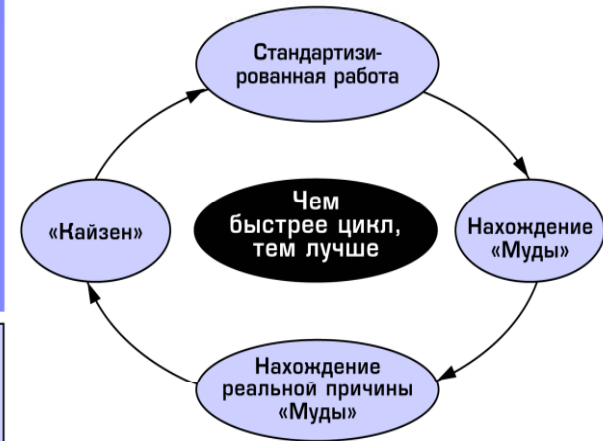 Стандартизи-
рованная работа
Чем
быстрее цикл,
тем лучше
«Кайзен»
Нахождение
«Муды»
Нахождение
реальной причины
«Муды»